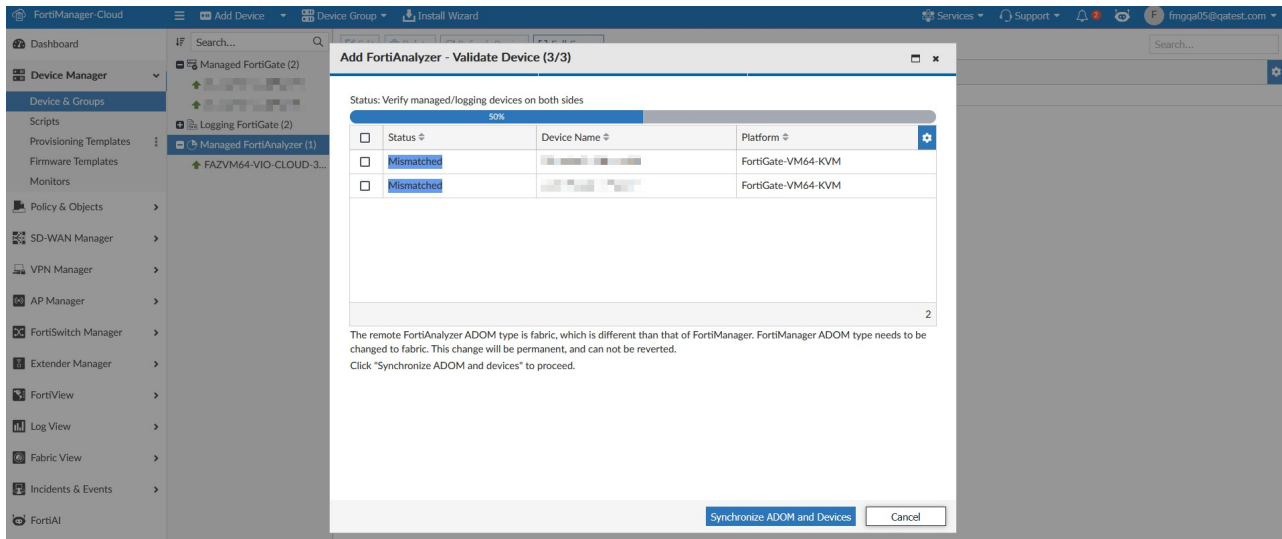 FortiManager-Cloud
Add Device
Device Group
Install Wizard
Services
Support
2
F
fmgqa05@qatest.com
Dashboard
Device Manager
Device & Groups
Scripts
Provisioning Templates
Firmware Templates
Monitors
Policy & Objects
SD-WAN Manager
VPN Manager
AP Manager
FortiSwitch Manager
Extender Manager
FortiView
Log View
Fabric View
Incidents & Events
FortiAI
Search...
Managed FortiGate (2)
Logging FortiGate (2)
Managed FortiAnalyzer (1)
FAZVM64-VIO-CLOUD-3...
Search...
Add FortiAnalyzer - Validate Device (3/3)
Status: Verify managed/logging devices on both sides
50%
Status Device Name Platform
Mismatched FortiGate-VM64-KVM
Mismatched FortiGate-VM64-KVM
2
The remote FortiAnalyzer ADOM type is fabric, which is different than that of FortiManager. FortiManager ADOM type needs to be
changed to fabric. This change will be permanent, and can not be reverted.
Click "Synchronize ADOM and devices" to proceed.
Synchronize ADOM and Devices
Cancel